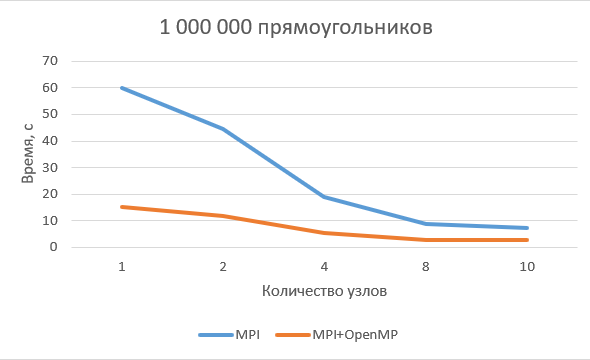 1 000 000 прямоугольников
70
60
50
40
30
20
10
0
Время, с
1 2 4 8 10
Количество узлов
MPI MPI+OpenMP